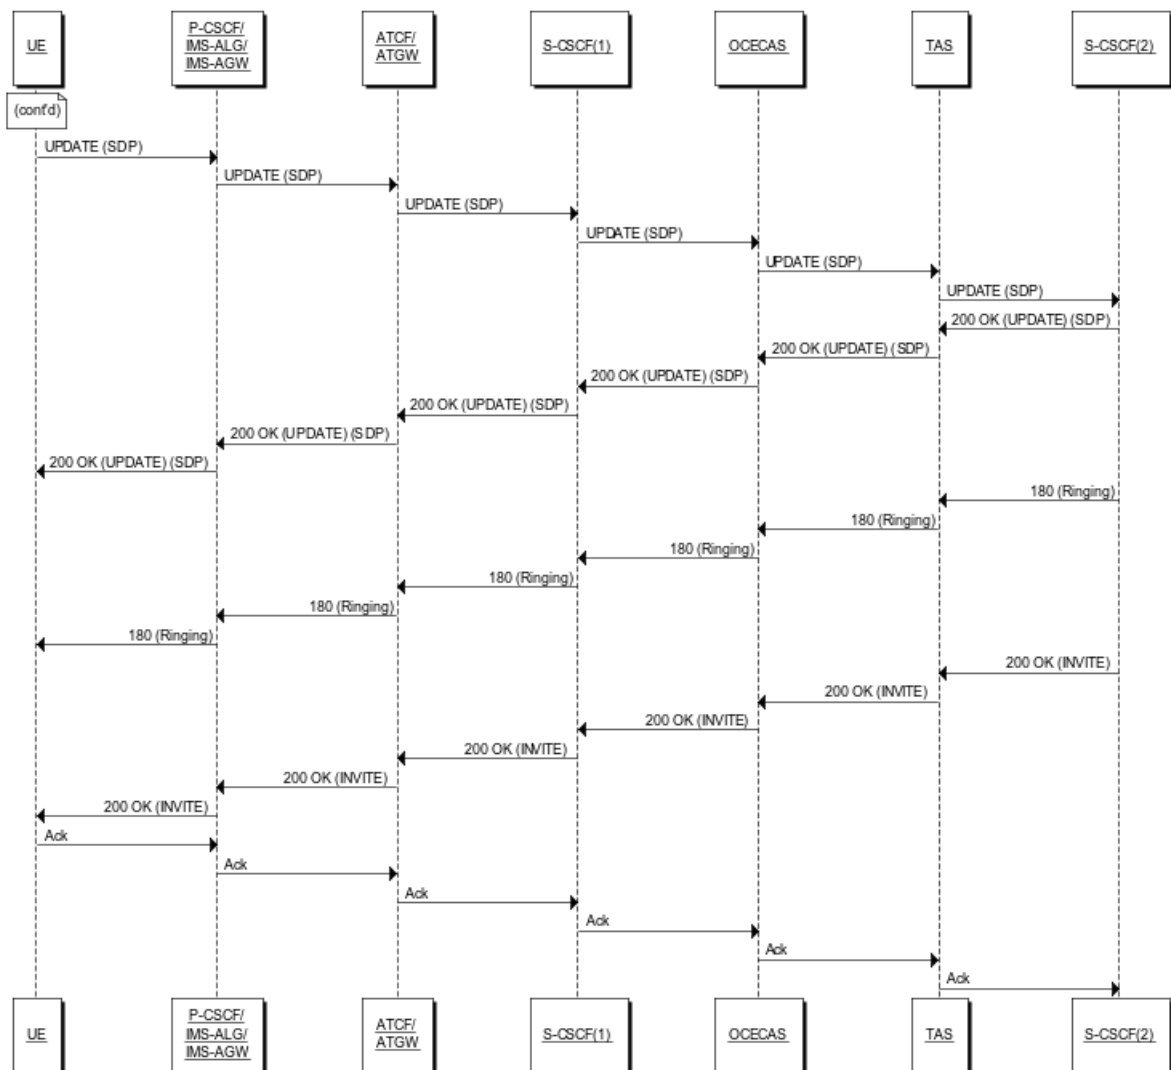 UE
P-CSCF/
IMS-ALG/
IMS-AGW
ATCF/
ATGW
S-CSCF(1)
OCECAS
TAS
S-CSCF(2)
(cont'd)
UPDATE (SDP)
UPDATE (SDP)
UPDATE (SDP)
UPDATE (SDP)
UPDATE (SDP)
UPDATE (SDP)
200 OK (UPDATE) (SDP)
200 OK (UPDATE) (SDP)
200 OK (UPDATE) (SDP)
200 OK (UPDATE) (SDP)
200 OK (UPDATE) (SDP)
200 OK (UPDATE) (SDP)
180 (Ringing)
180 (Ringing)
180 (Ringing)
180 (Ringing)
180 (Ringing)
180 (Ringing)
200 OK (INVITE)
200 OK (INVITE)
200 OK (INVITE)
200 OK (INVITE)
200 OK (INVITE)
200 OK (INVITE)
Ack
Ack
Ack
Ack
Ack
Ack
UE
P-CSCF/
IMS-ALG/
IMS-AGW
ATCF/
ATGW
S-CSCF(1)
OCECAS
TAS
S-CSCF(2)